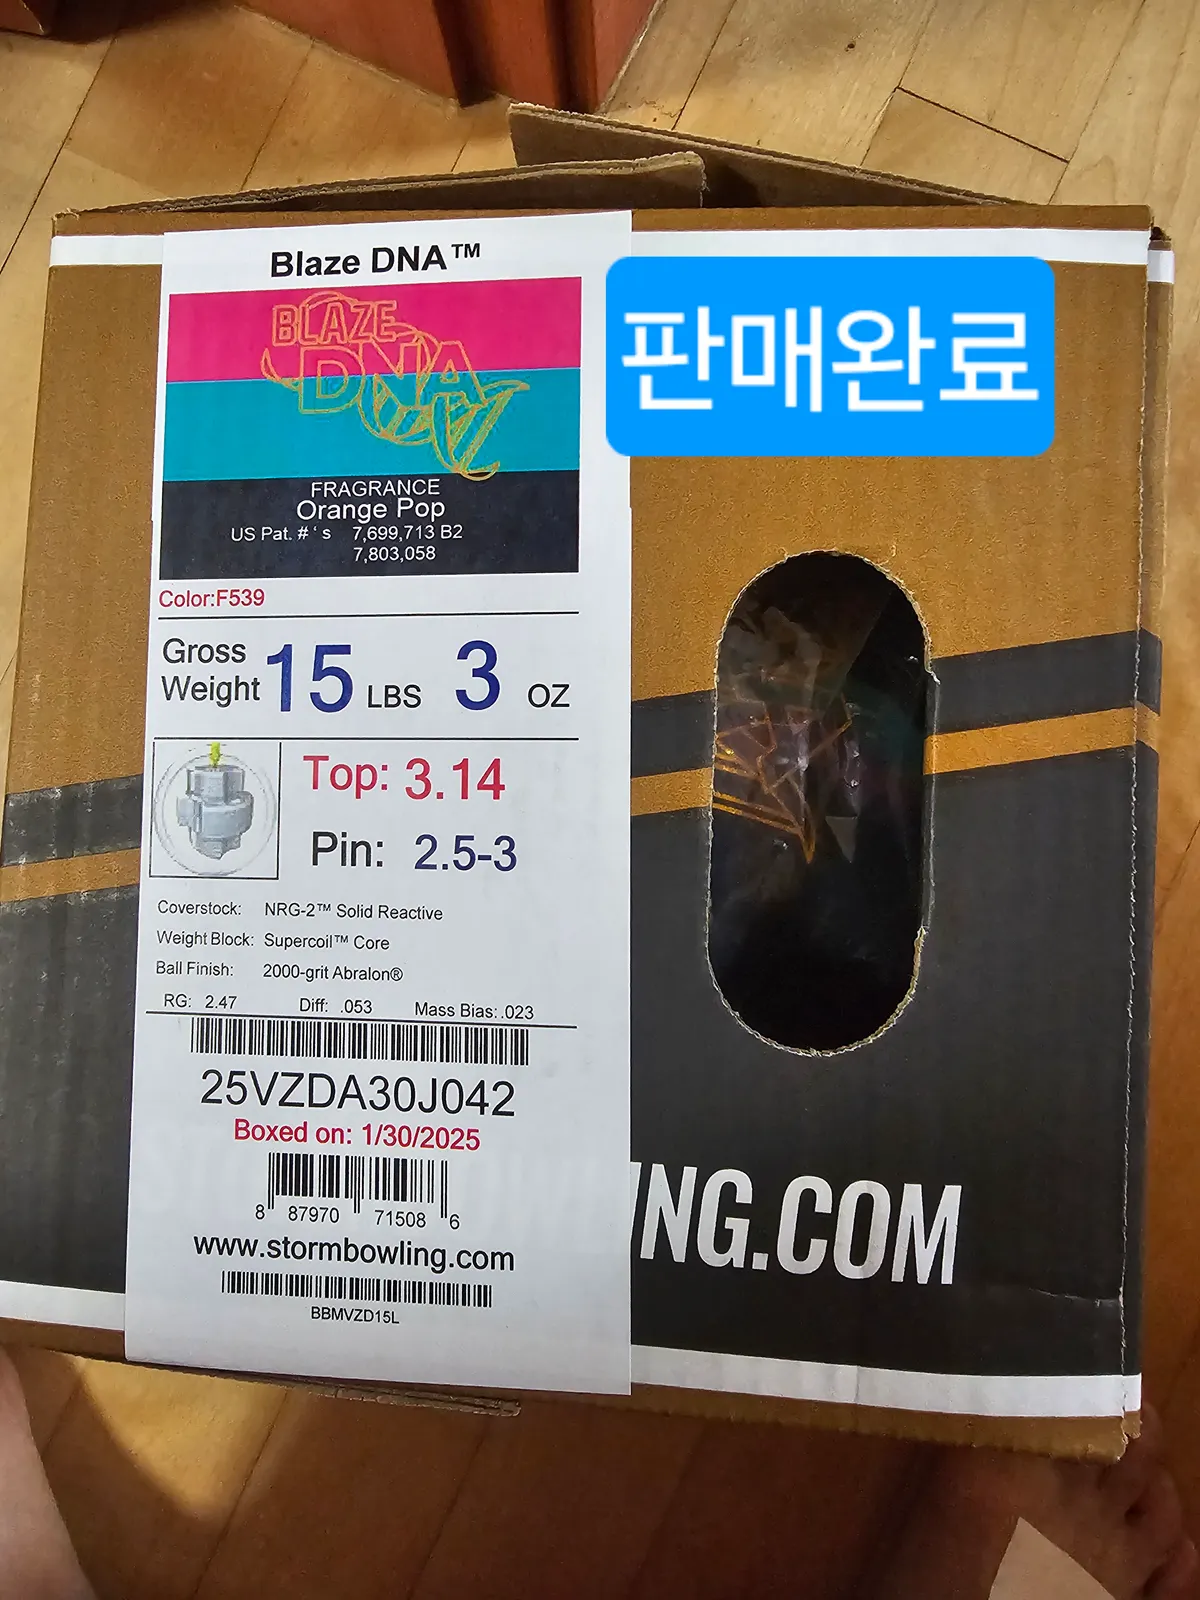 Blaze DNA™
BLAZE
DNA
FRAGRANCE
Orange Pop
US Pat. # ' s 7,699,713 B2
7,803,058
Color:F539
Gross
Weight 15 LBS 3 OZ
Top: 3.14
Pin: 2.5-3
Coverstock: NRG-2™ Solid Reactive
Weight Block: Supercoil™ Core
Ball Finish: 2000-grit Abralon®
RG: 2.47 Diff: .053 Mass Bias: .023
25VZDA30J042
Boxed on: 1/30/2025
8 87970 71508 6
www.stormbowling.com
BBMVZD15L
판매완료
ING.COM